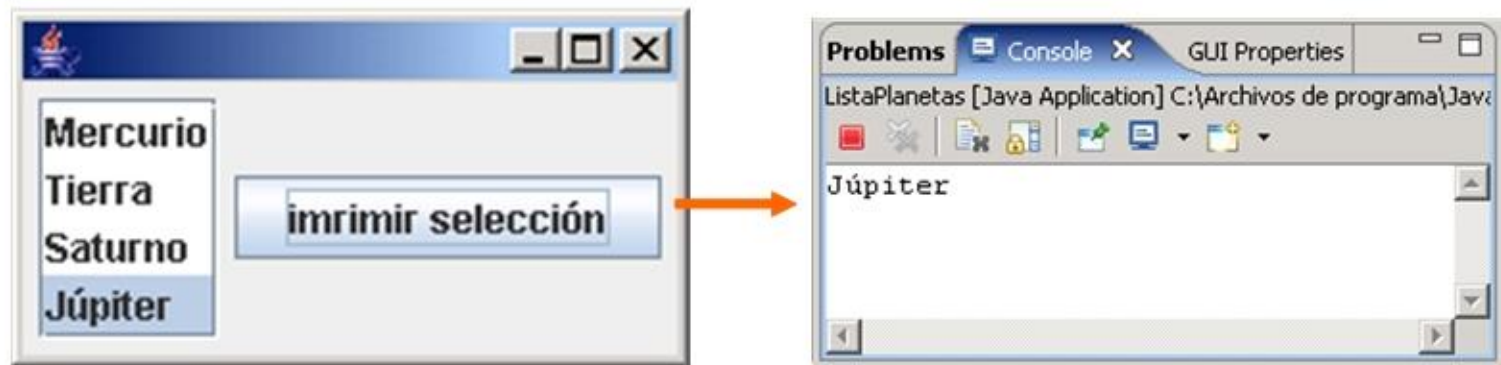 Mercurio
Tierra
Saturno
Júpiter
imrimir selección
Problems Console GUI Properties
ListaPlanetas [Java Application] C:\Archivos de programa\Java
Júpiter